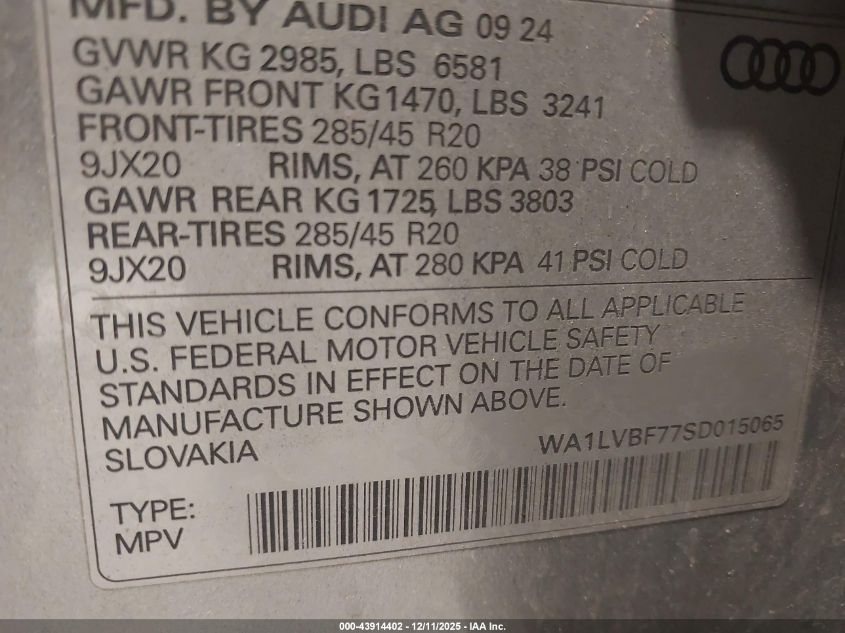 MFD. BY AUDI AG 09 24
GVWR KG 2985, LBS 6581
GAWR FRONT KG1470, LBS 3241
FRONT-TIRES 285/45 R20
9JX20 RIMS, AT 260 KPA 38 PSI COLD
GAWR REAR KG1725, LBS 3803
REAR-TIRES 285/45 R20
9JX20 RIMS, AT 280 KPA 41 PSI COLD
THIS VEHICLE CONFORMS TO ALL APPLICABLE
U.S. FEDERAL MOTOR VEHICLE SAFETY
STANDARDS IN EFFECT ON THE DATE OF
MANUFACTURE SHOWN ABOVE.
SLOVAKIA WA1LVBF77SD015065
TYPE:
MPV
000-43914402 - 12/11/2025 - IAA Inc.